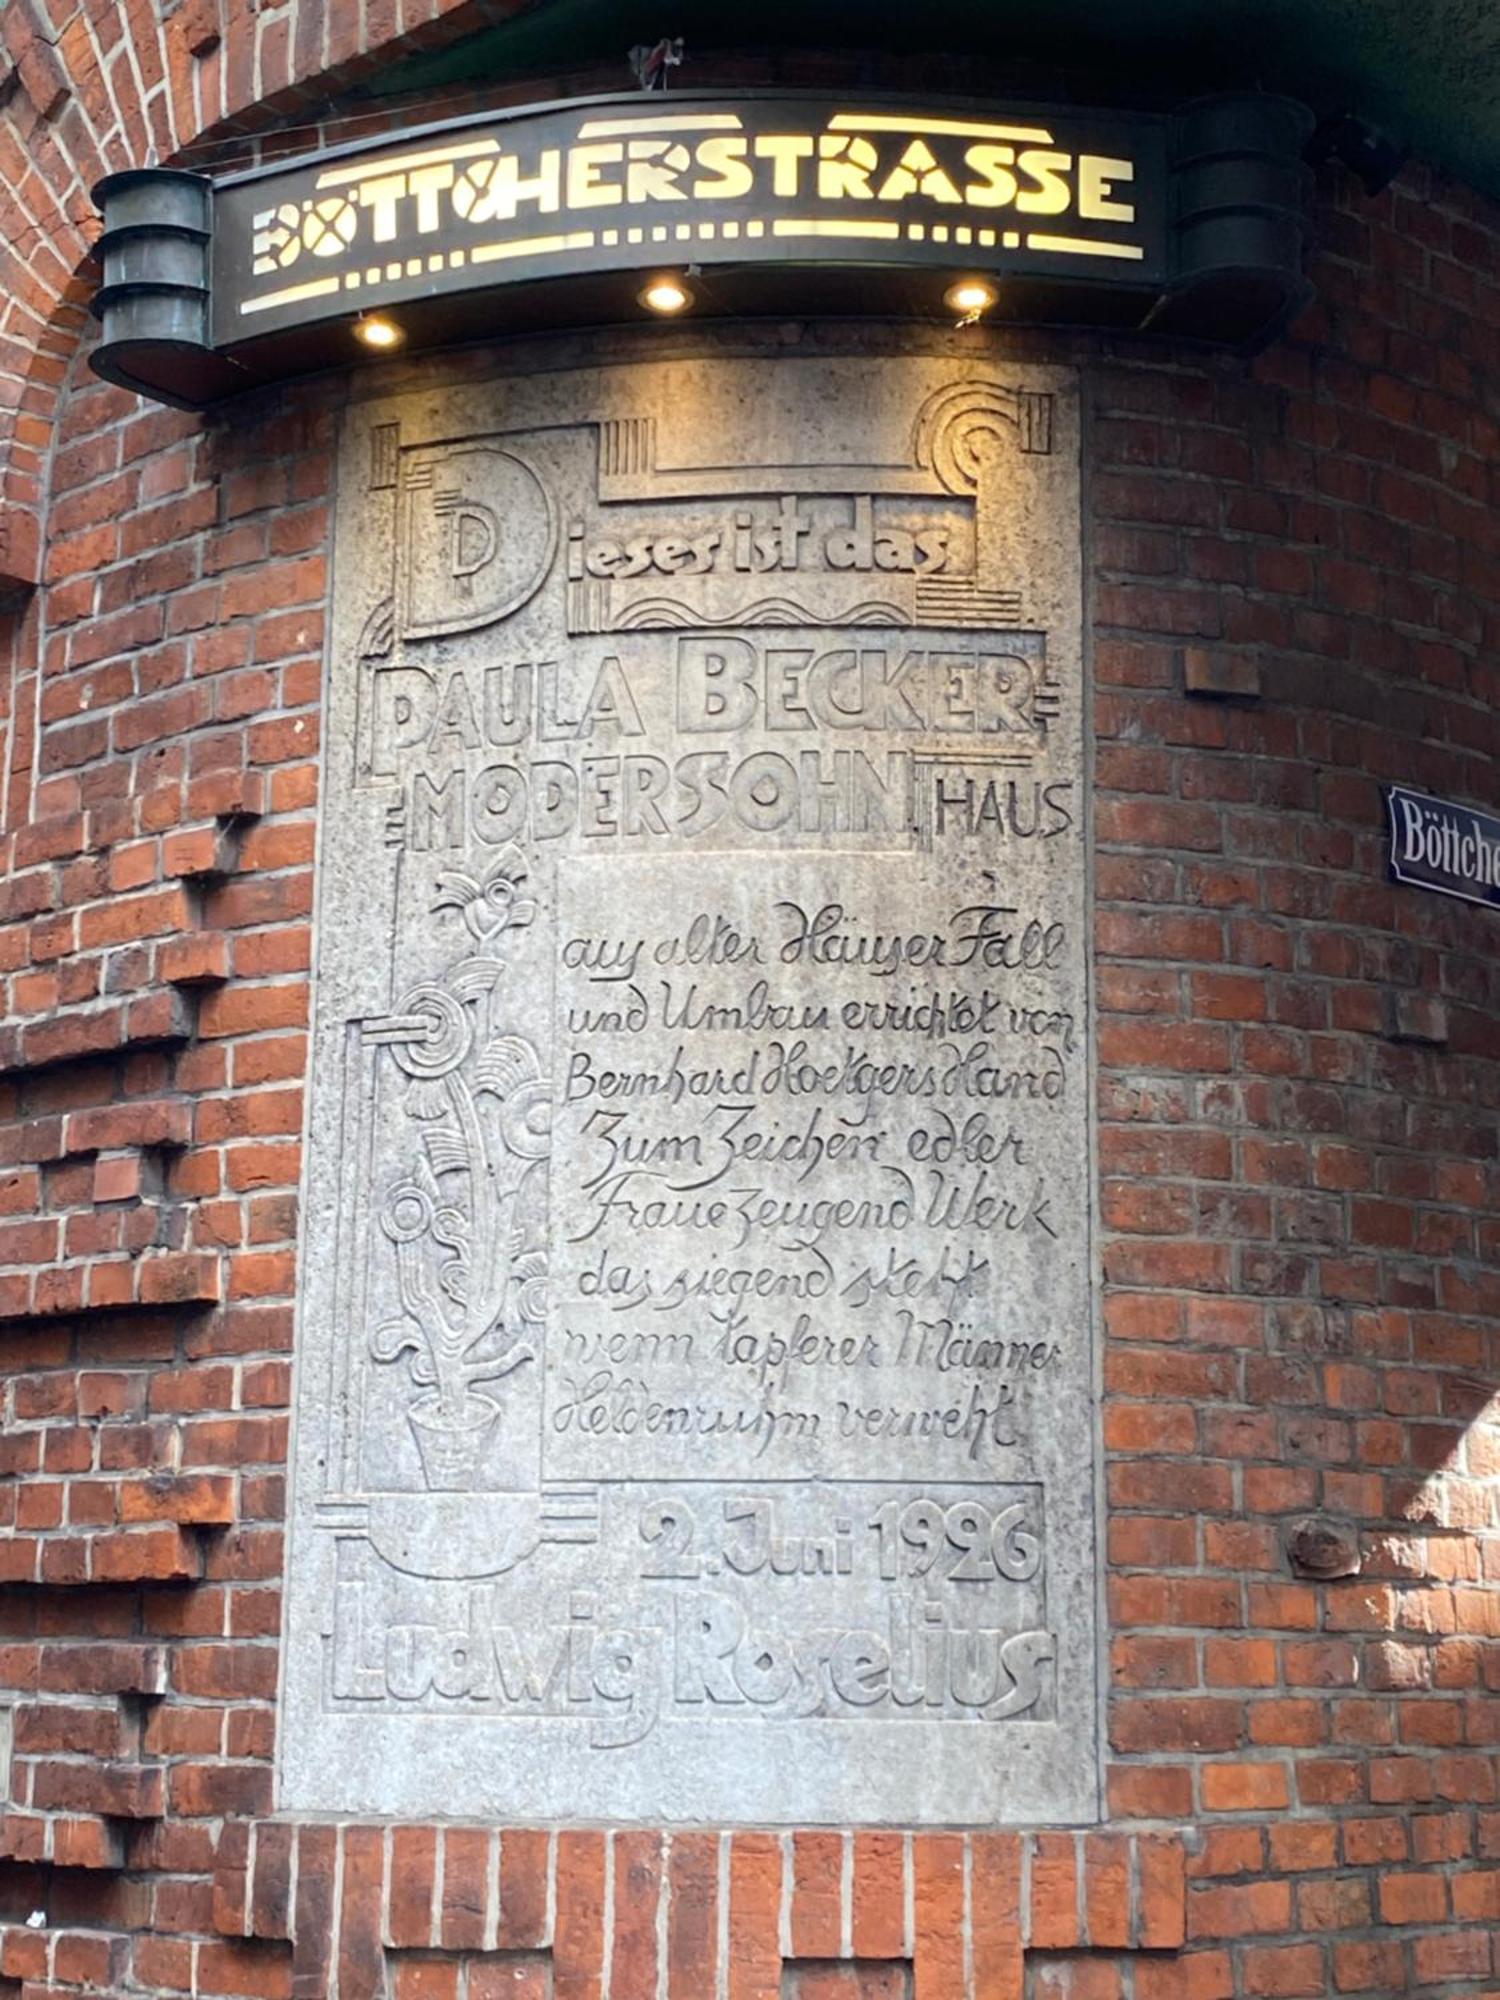 BÖTTCHERSTRASSE
Dieses ist das
PAULA BECKER=
=MODERSOHN HAUS
aus alter Häuser Fall
und Umbau errichtet von
Bernhard Hoetgers Hand
Zum Zeichen edler
Fraue zeugend Werk
das siegend steht
wenn tapferer Männer
Heldenruhm verweht
2. Juni 1926
Ludwig Roselius
Böttche